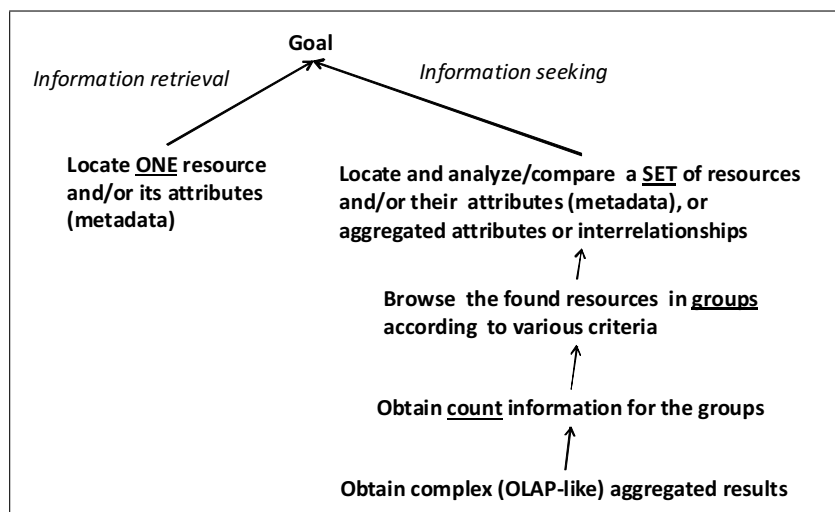 Goal
Information retrieval
Information seeking
Locate ONE resource
and/or its attributes
(metadata)
Locate and analyze/compare a SET of resources
and/or their attributes (metadata), or
aggregated attributes or interrelationships
Browse the found resources in groups
according to various criteria
Obtain count information for the groups
Obtain complex (OLAP-like) aggregated results